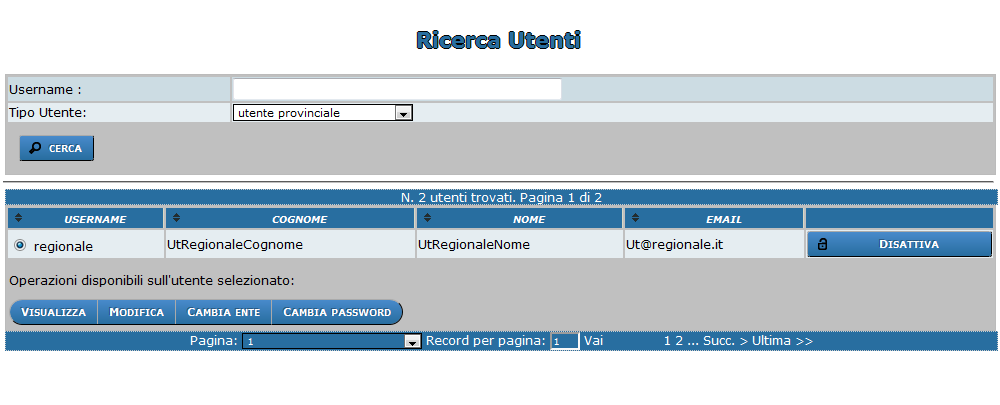 Ricerca Utenti
Username :
Tipo Utente: utente provinciale
CERCA
N. 2 utenti trovati. Pagina 1 di 2
USERNAME COGNOME NOME EMAIL
regionale UtRegionaleCognome UtRegionaleNome Ut@regionale.it DISATTIVA
Operazioni disponibili sull'utente selezionato:
VISUALIZZA MODIFICA CAMBIA ENTE CAMBIA PASSWORD
Pagina: 1 Record per pagina: 1 Vai 1 2 ... Succ. > Ultima >>